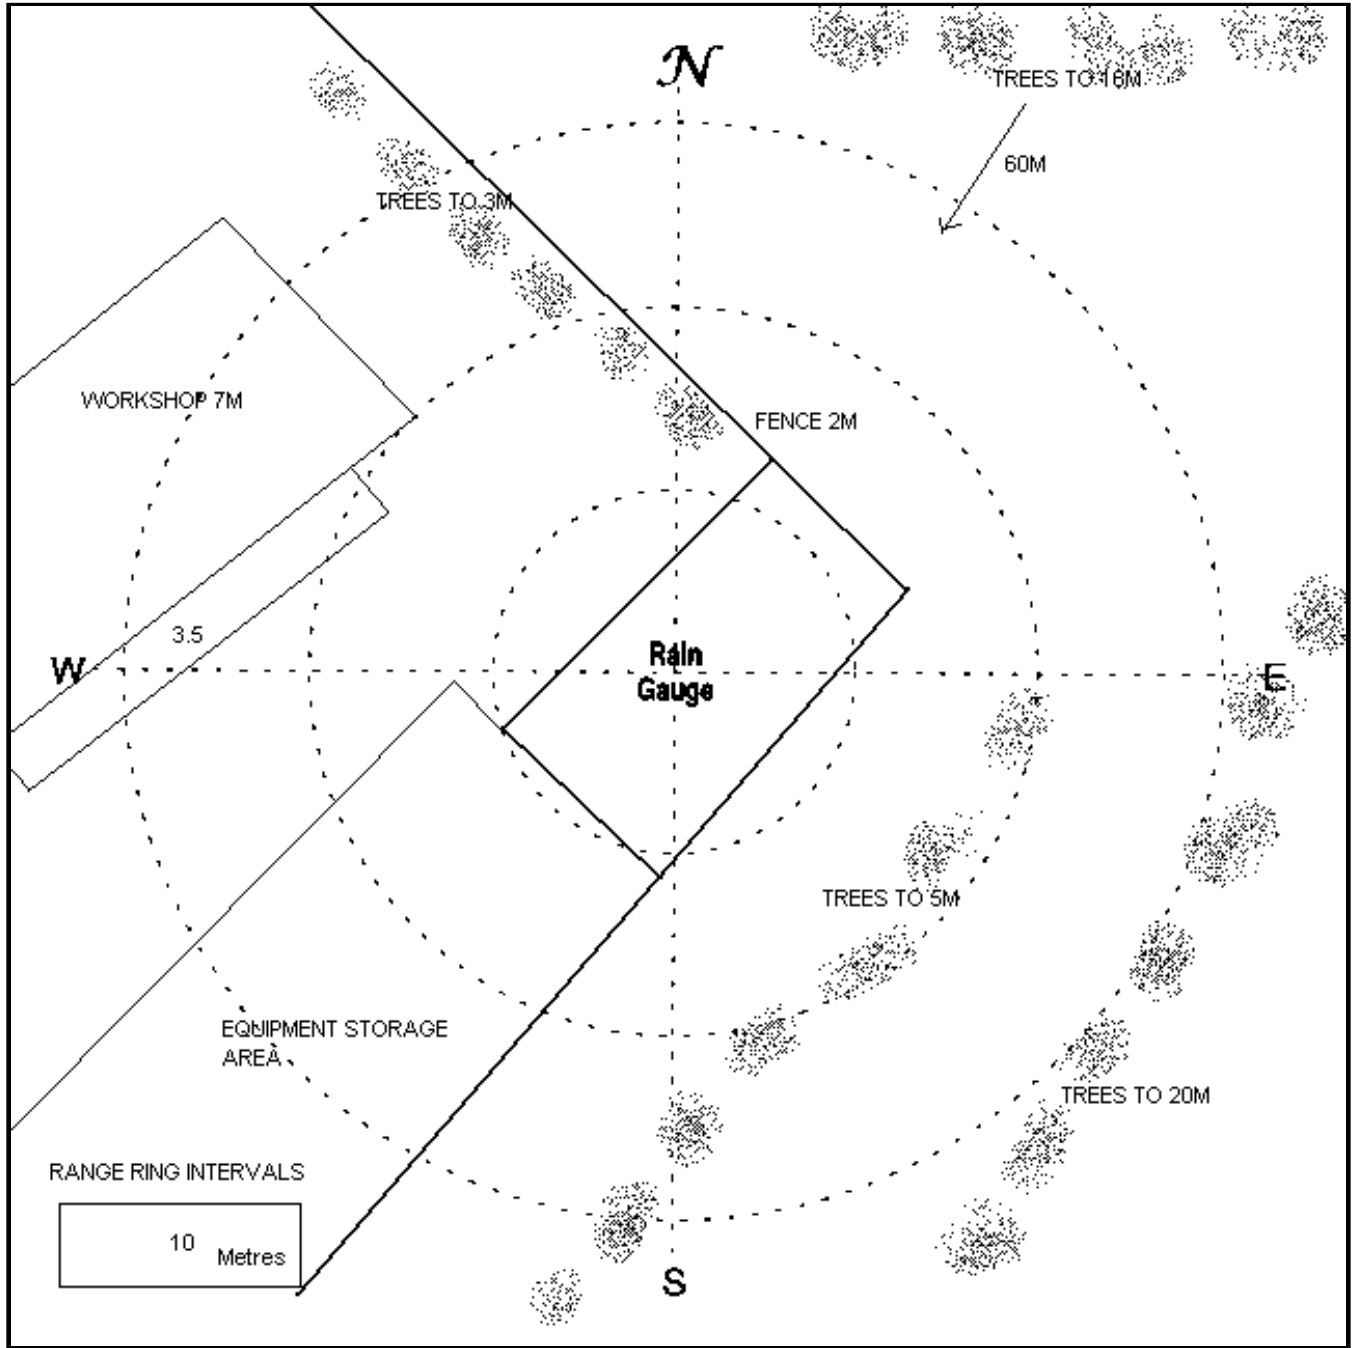 N
TREES TO 16M
60M
TREES TO 3M
WORKSHOP 7M
FENCE 2M
3.5
W
Rain
Gauge
E
TREES TO 5M
EQUIPMENT STORAGE
AREA
TREES TO 20M
RANGE RING INTERVALS
10 Metres
S